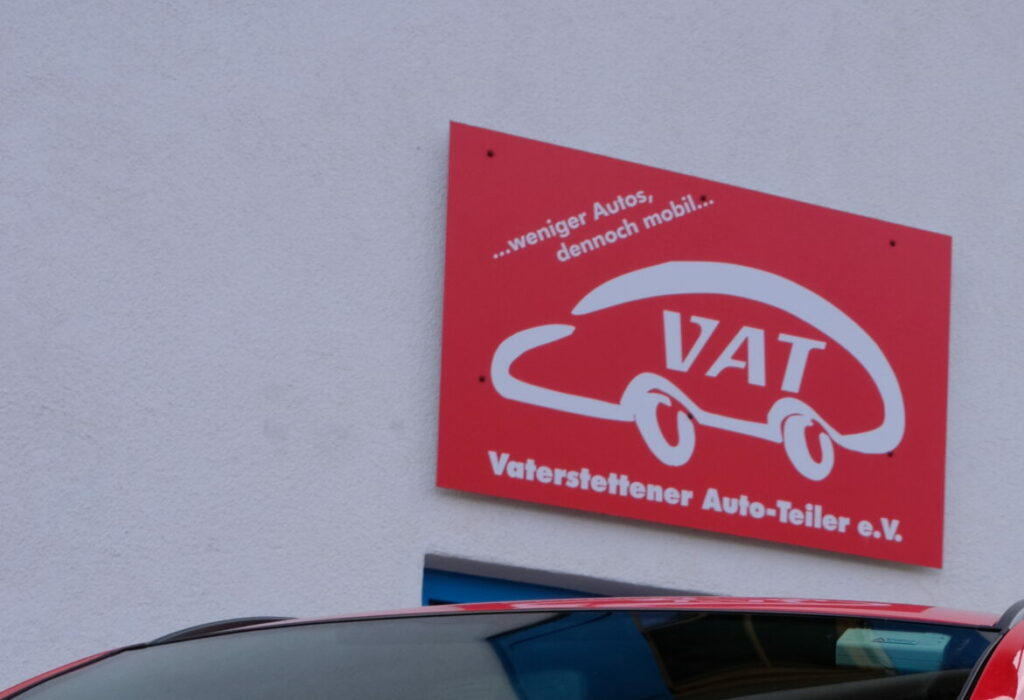 ...weniger Autos,
dennoch mobil...
VAT
Vaterstettener Auto-Teiler e.V.